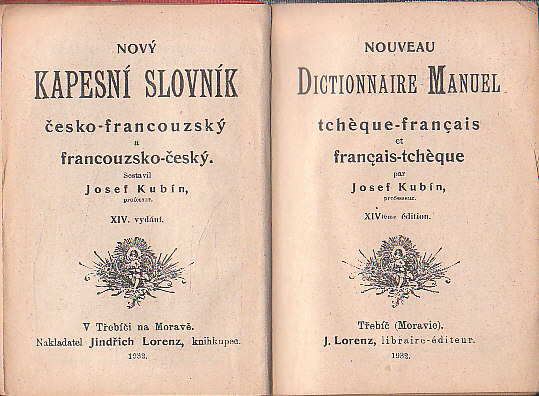 NOVÝ
KAPESNÍ SLOVNÍK
česko-francouzský
a
francouzsko-český.
Sestavil
Josef Kubín,
professor.
XIV. vydání.
V Třebíči na Moravě.
Nakladatel Jindřich Lorenz, knihkupec.
1932.
NOUVEAU
DICTIONNAIRE MANUEL
tchèque-français
et
français-tchèque
par
Josef Kubín,
professeur.
XIVième édition.
Třebíč (Moravie).
J. Lorenz, libraire-éditeur.
1932.